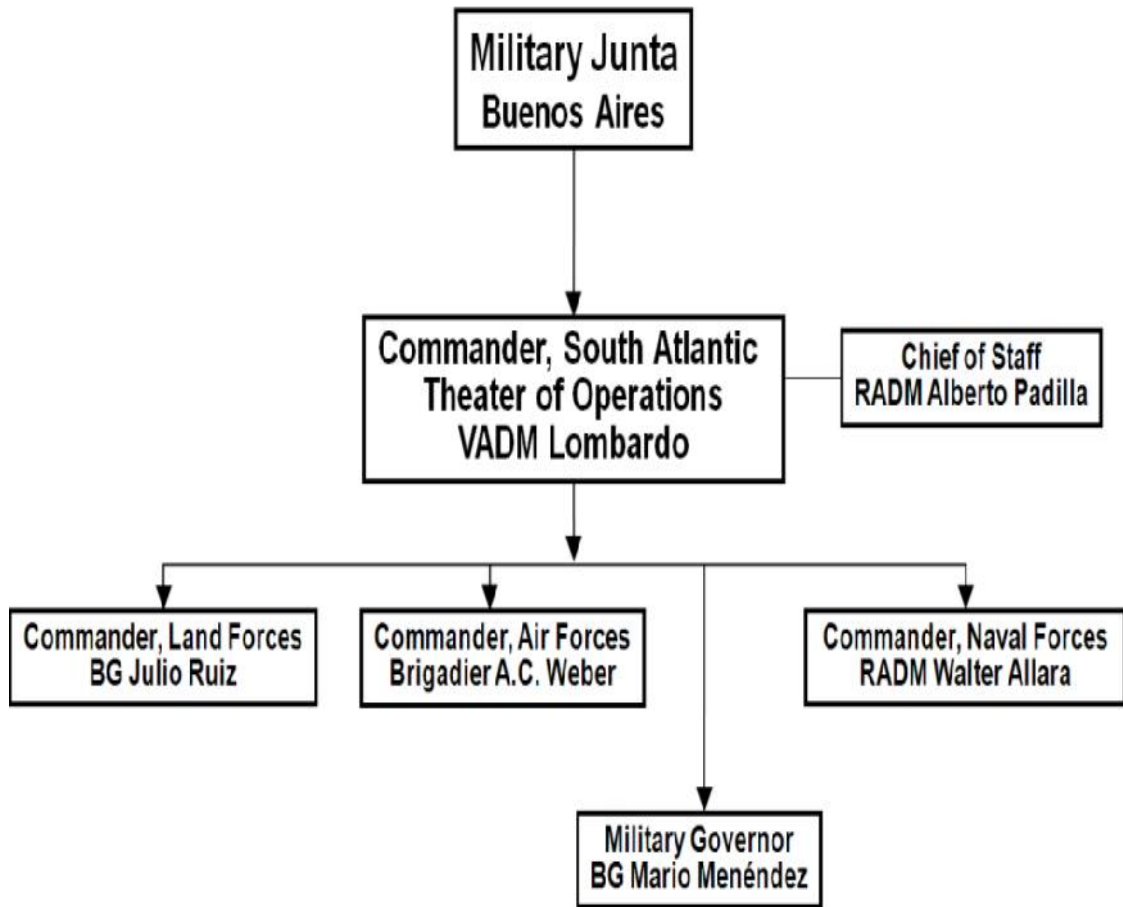 Military Junta
Buenos Aires
Commander, South Atlantic
Theater of Operations
VADM Lombardo
Chief of Staff
RADM Alberto Padilla
Commander, Land Forces
BG Julio Ruiz
Commander, Air Forces
Brigadier A.C. Weber
Commander, Naval Forces
RADM Walter Allara
Military Governor
BG Mario Menéndez